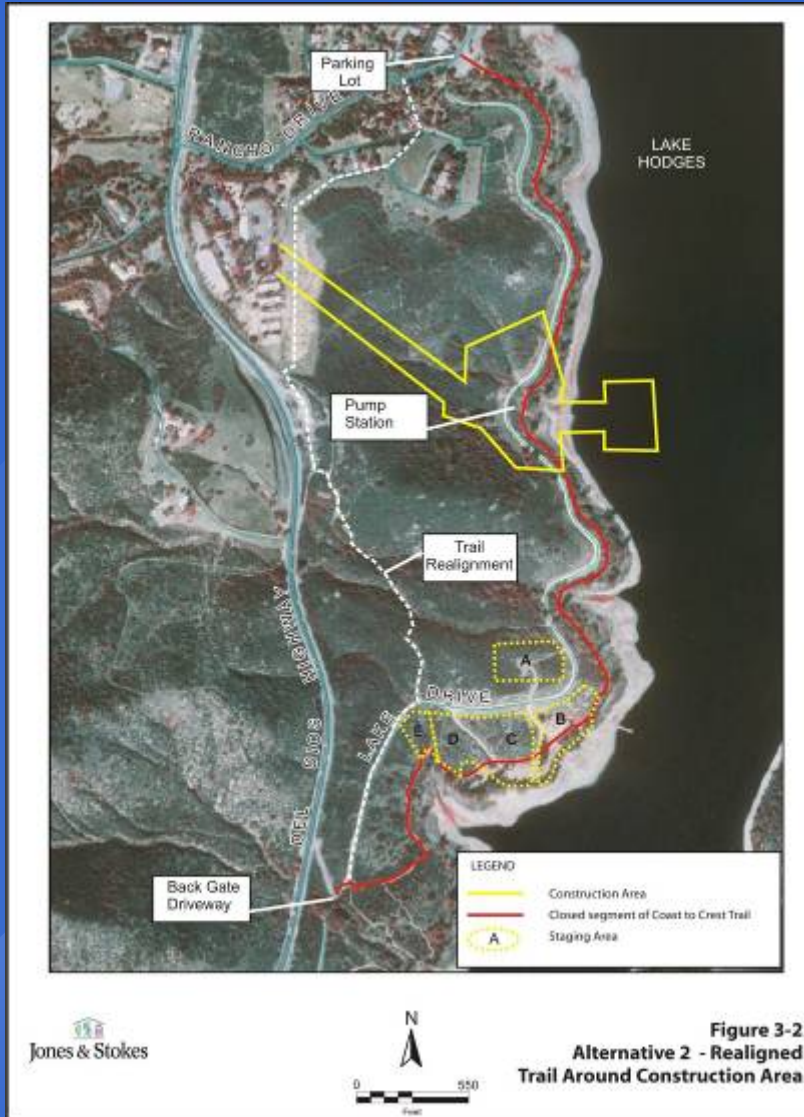 Parking
Lot
RANCHO DRIVE
LAKE
HODGES
Pump
Station
Trail
Realignment
DEL DIOS HIGHWAY
LAKE DRIVE
A
B
C
D
E
Back Gate
Driveway
LEGEND
Construction Area
Closed segment of Coast to Crest Trail
A
Staging Area
Jones & Stokes
N
0 550
Feet
Figure 3-2
Alternative 2 - Realigned
Trail Around Construction Area